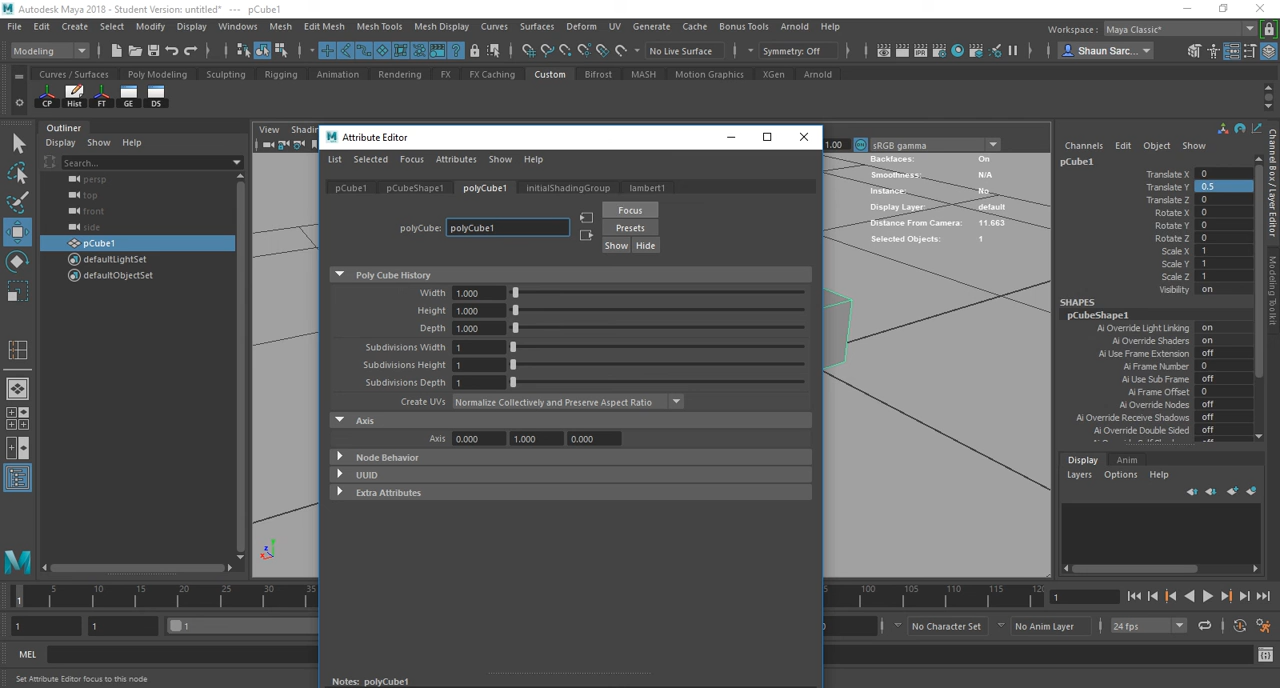 Autodesk Maya 2018 - Student Version: untitled* --- pCube1
File Edit Create Select Modify Display Windows Mesh Edit Mesh Mesh Tools Mesh Display Curves Surfaces Deform UV Generate Cache Bonus Tools Arnold Help
Workspace: Maya Classic*
Modeling No Live Surface Symmetry: Off Shaun Sarc...
Curves / Surfaces Poly Modeling Sculpting Rigging Animation Rendering FX FX Caching Custom Bifrost MASH Motion Graphics XGen Arnold
CP Hist FT GE DS
Outliner
Display Show Help
Search...
persp
top
front
side
pCube1
defaultLightSet
defaultObjectSet
View Shadin
1.00 sRGB gamma
Backfaces: On
Smoothness: N/A
Instance: No
Display Layer: default
Distance From Camera: 11.663
Selected Objects: 1
Attribute Editor
List Selected Focus Attributes Show Help
pCube1 pCubeShape1 polyCube1 initialShadingGroup lambert1
polyCube: polyCube1
Focus
Presets
Show Hide
Poly Cube History
Width 1.000
Height 1.000
Depth 1.000
Subdivisions Width 1
Subdivisions Height 1
Subdivisions Depth 1
Create UVs Normalize Collectively and Preserve Aspect Ratio
Axis
Axis 0.000 1.000 0.000
Node Behavior
UUID
Extra Attributes
Notes: polyCube1
Channels Edit Object Show
pCube1
Translate X 0
Translate Y 0.5
Translate Z 0
Rotate X 0
Rotate Y 0
Rotate Z 0
Scale X 1
Scale Y 1
Scale Z 1
Visibility on
SHAPES
pCubeShape1
Ai Override Light Linking on
Ai Override Shaders on
Ai Use Frame Extension off
Ai Frame Number 0
Ai Use Sub Frame off
Ai Frame Offset 0
Ai Override Nodes off
Ai Override Receive Shadows off
Ai Override Double Sided off
Channel Box / Layer Editor
Modeling Toolkit
Display Anim
Layers Options Help
1 5 10 15 20 25 30 35 95 100 105 110 115 120
1
1 1 1 0 No Character Set No Anim Layer 24 fps
MEL
Set Attribute Editor focus to this node